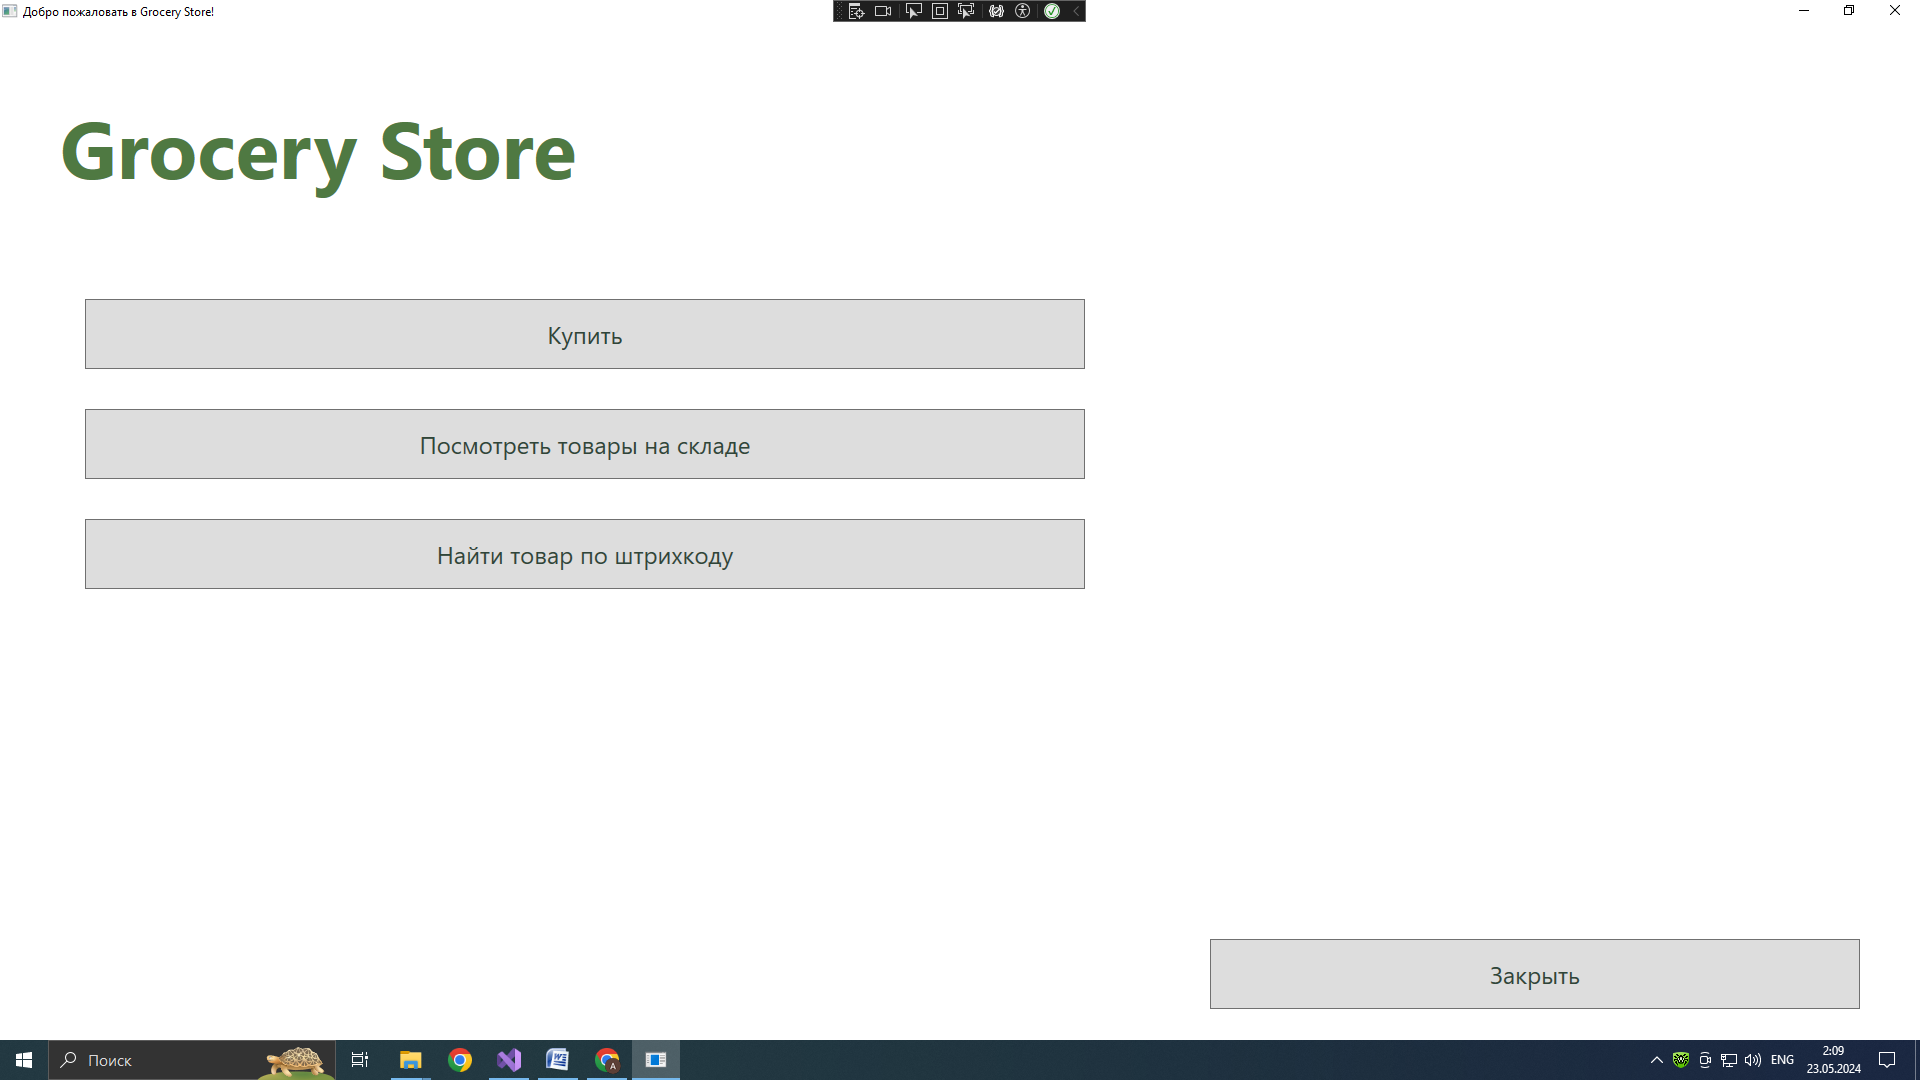 Добро пожаловать в Grocery Store!
Grocery Store
Купить
Посмотреть товары на складе
Найти товар по штрихкоду
Закрыть
Поиск
ENG
2:09
23.05.2024